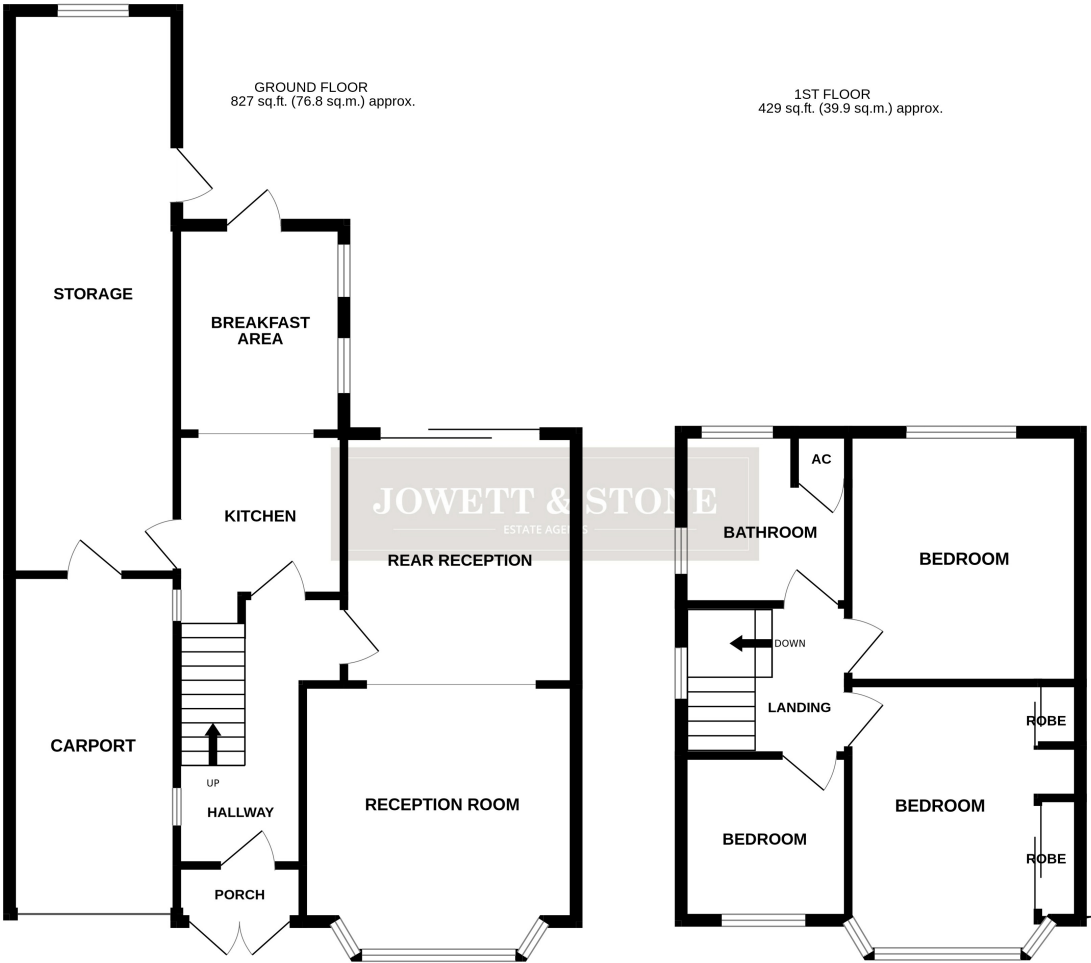 GROUND FLOOR
827 sq.ft. (76.8 sq.m.) approx.
1ST FLOOR
429 sq.ft. (39.9 sq.m.) approx.
STORAGE
BREAKFAST
AREA
KITCHEN
REAR RECEPTION
CARPORT
UP
HALLWAY
RECEPTION ROOM
PORCH
JOWETT & STONE
ESTATE AGENTS
AC
BATHROOM
BEDROOM
DOWN
LANDING
ROBE
BEDROOM
BEDROOM
ROBE